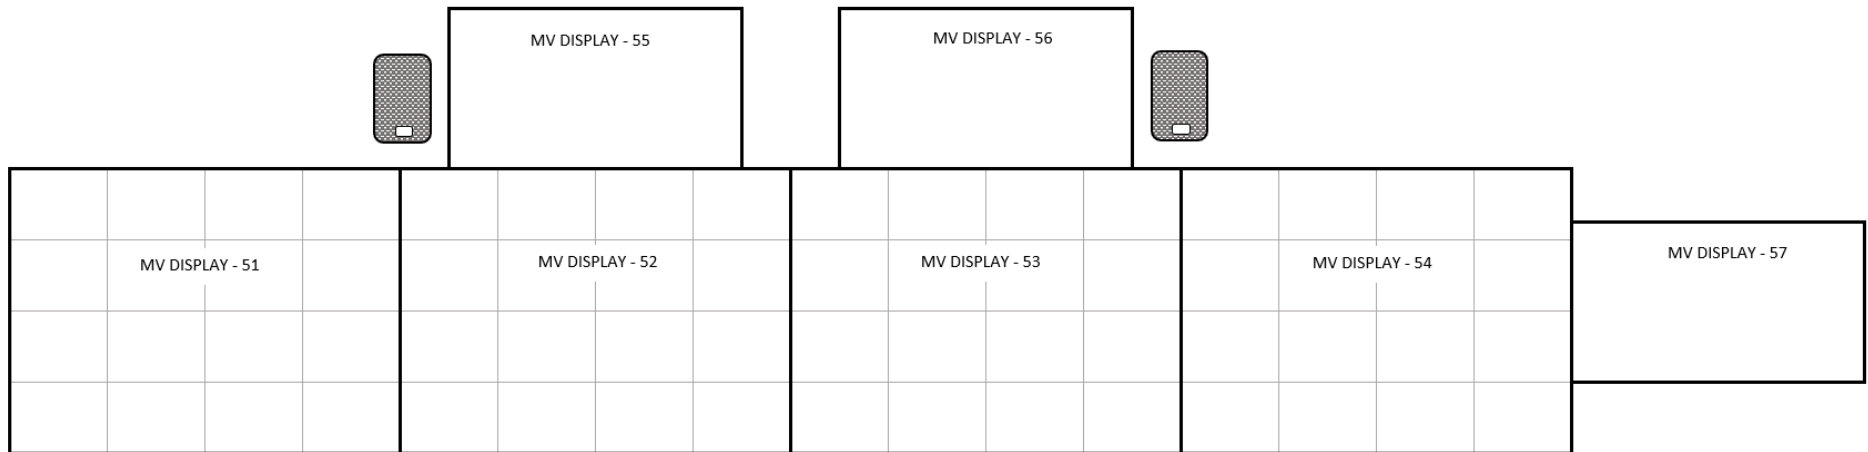 MV DISPLAY - 55
MV DISPLAY - 56
MV DISPLAY - 51
MV DISPLAY - 52
MV DISPLAY - 53
MV DISPLAY - 54
MV DISPLAY - 57